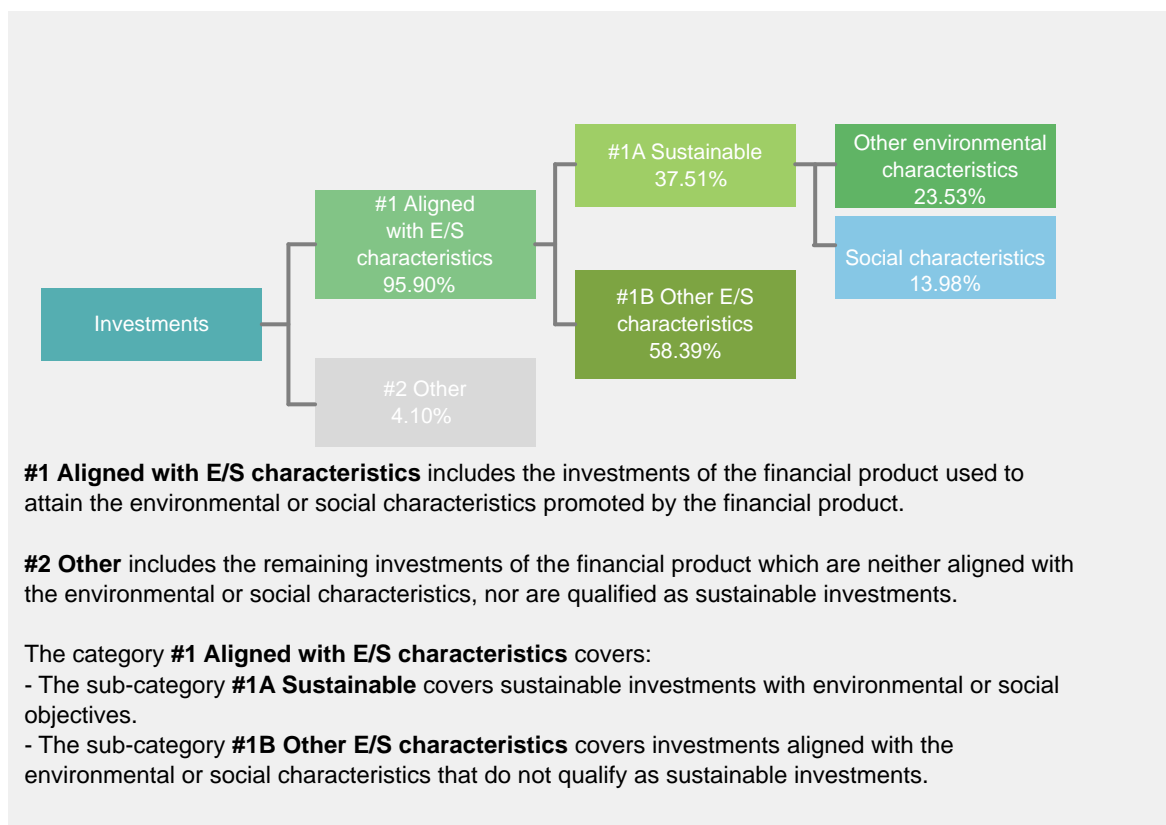 Investments
#1 Aligned
with E/S
characteristics
95.90%
#2 Other
4.10%
#1A Sustainable
37.51%
#1B Other E/S
characteristics
58.39%
Other environmental
characteristics
23.53%
Social characteristics
13.98%
#1 Aligned with E/S characteristics includes the investments of the financial product used to
attain the environmental or social characteristics promoted by the financial product.
#2 Other includes the remaining investments of the financial product which are neither aligned with
the environmental or social characteristics, nor are qualified as sustainable investments.
The category #1 Aligned with E/S characteristics covers:
- The sub-category #1A Sustainable covers sustainable investments with environmental or social
objectives.
- The sub-category #1B Other E/S characteristics covers investments aligned with the
environmental or social characteristics that do not qualify as sustainable investments.